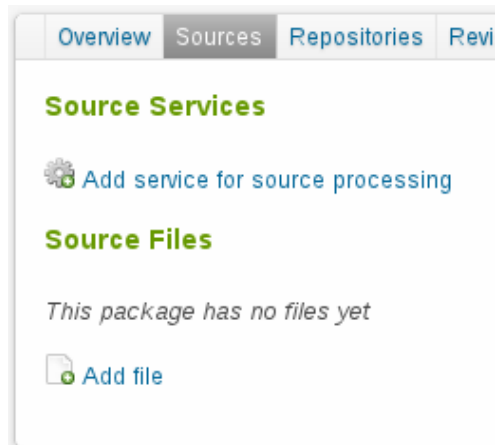 Overview Sources Repositories Revi
Source Services
Add service for source processing
Source Files
This package has no files yet
Add file